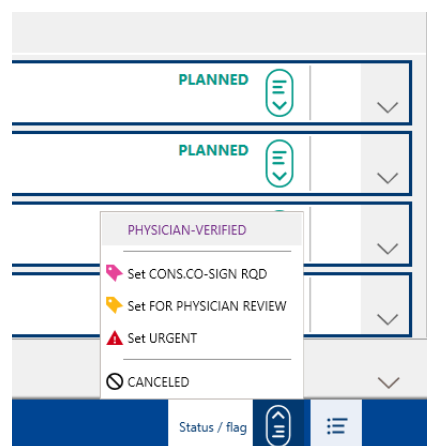 PLANNED
PLANNED
PHYSICIAN-VERIFIED
Set CONS.CO-SIGN RQD
Set FOR PHYSICIAN REVIEW
Set URGENT
CANCELED
Status / flag